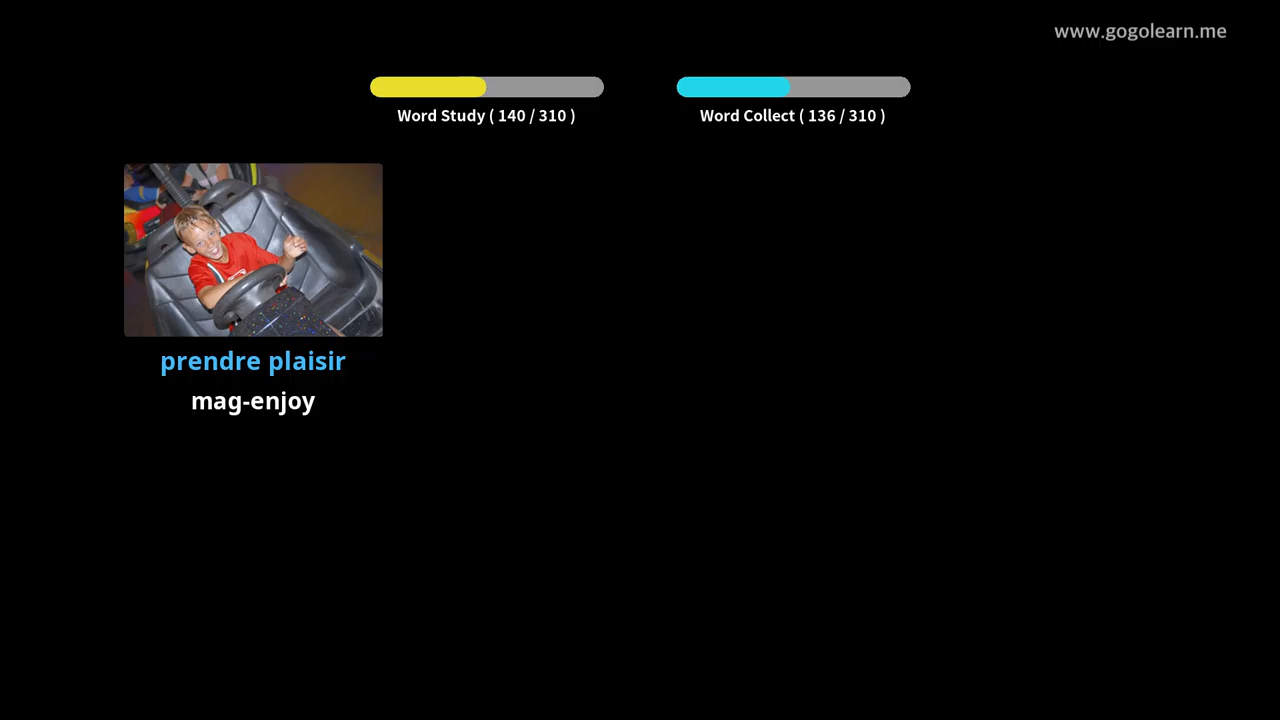 www.gogolearn.me
Word Study ( 140 / 310 )
Word Collect ( 136 / 310 )
prendre plaisir
mag-enjoy